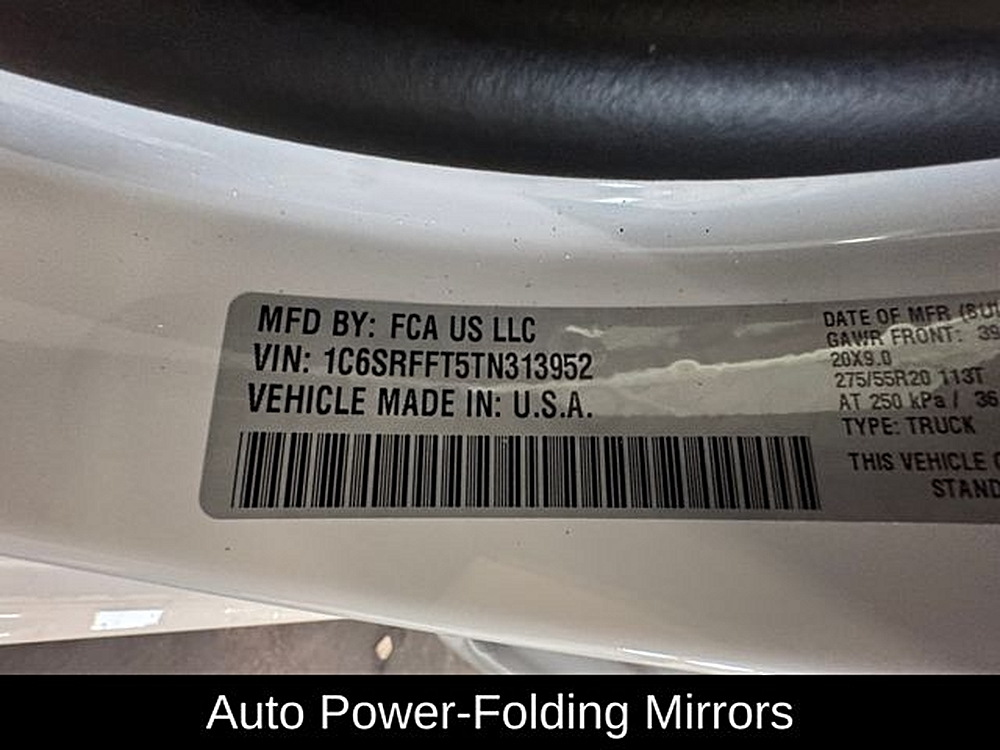 MFD BY: FCA US LLC
VIN: 1C6SRFFT5TN313952
VEHICLE MADE IN: U.S.A.
DATE OF MFR
GAWR FRONT:
20X9.0
275/55R20 113T
AT 250 kPa / 36
TYPE: TRUCK
THIS VEHICLE
STAND
Auto Power-Folding Mirrors